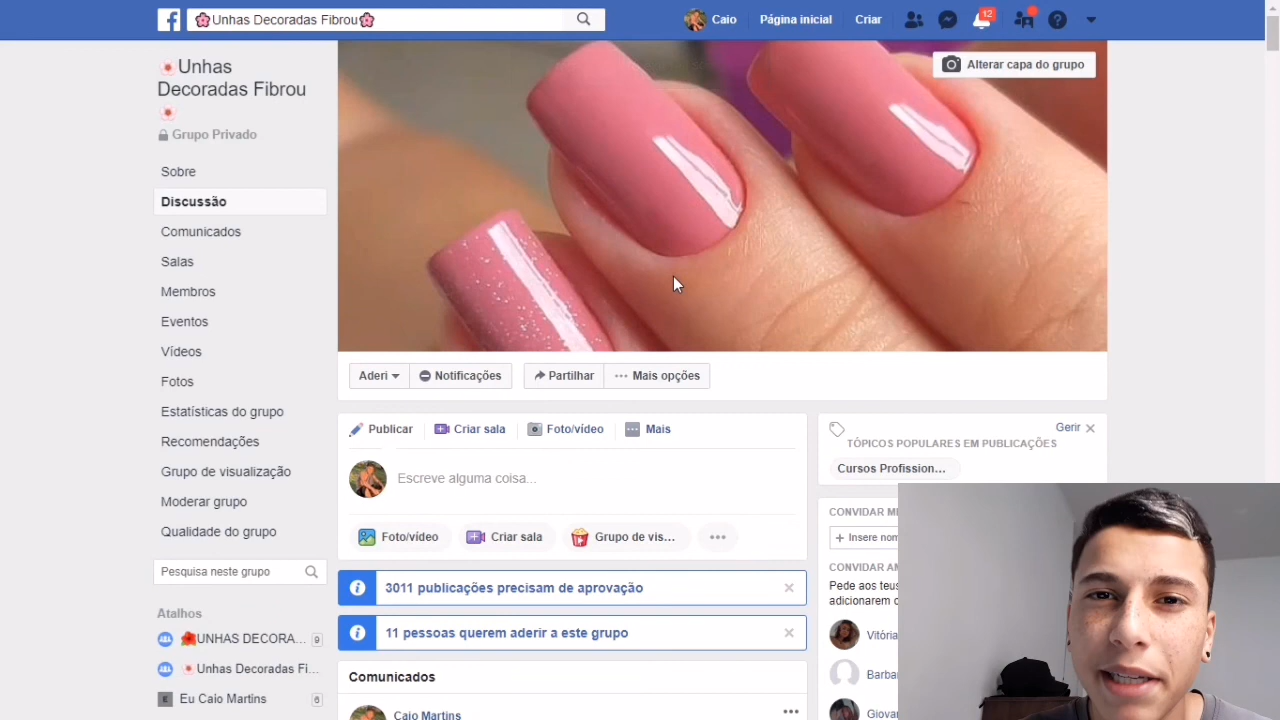 🌸Unhas Decoradas Fibrou🌸
Caio
Página inicial
Criar
12
🌸Unhas
Decoradas Fibrou
🌸
Grupo Privado
Sobre
Discussão
Comunicados
Salas
Membros
Eventos
Vídeos
Fotos
Estatísticas do grupo
Recomendações
Grupo de visualização
Moderar grupo
Qualidade do grupo
Pesquisa neste grupo
Atalhos
🌺UNHAS DECORA... 9
🌸Unhas Decoradas Fi...
Eu Caio Martins 6
Alterar capa do grupo
Aderi
Notificações
Partilhar
Mais opções
Publicar
Criar sala
Foto/vídeo
Mais
Escreve alguma coisa...
Foto/vídeo
Criar sala
Grupo de vis...
3011 publicações precisam de aprovação
11 pessoas querem aderir a este grupo
Comunicados
Caio Martins
Gerir
TÓPICOS POPULARES EM PUBLICAÇÕES
Cursos Profission...
CONVIDAR
+ Insere
CONVIDAR
Pede aos teus
adicionarem
Vitória